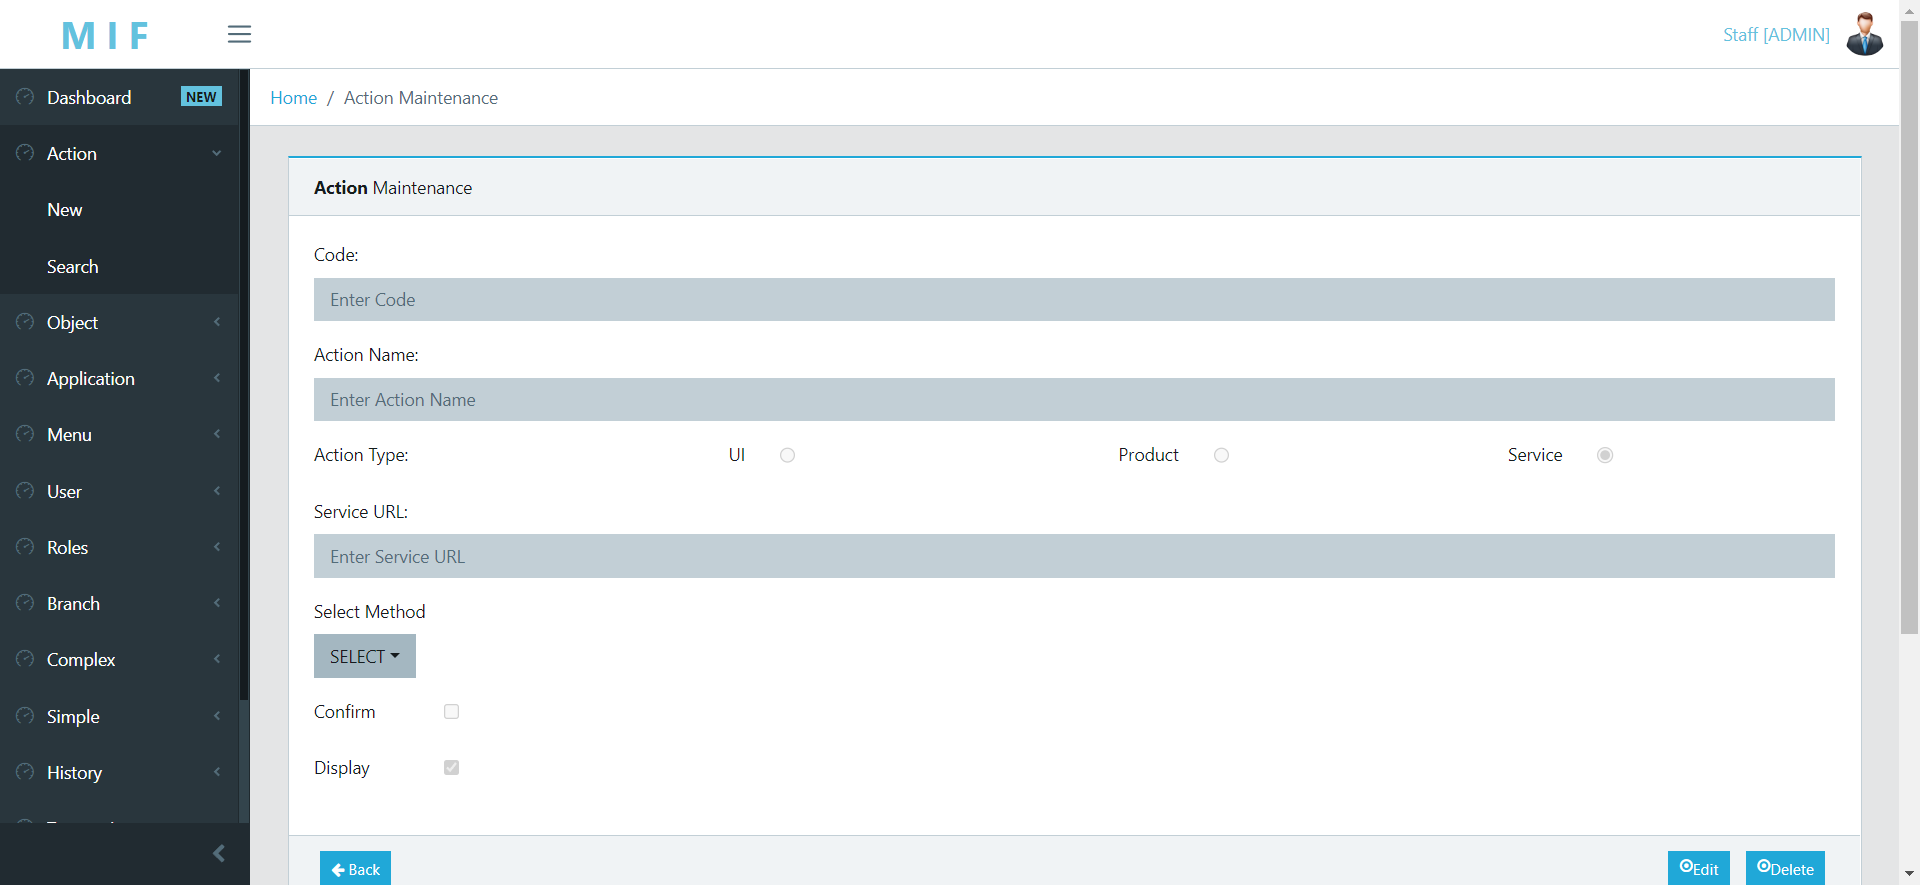 MIF
Staff [ADMIN]
Dashboard NEW
Home / Action Maintenance
Action
New
Search
Object
Application
Menu
User
Roles
Branch
Complex
Simple
History
Action Maintenance
Code:
Enter Code
Action Name:
Enter Action Name
Action Type: UI Product Service
Service URL:
Enter Service URL
Select Method
SELECT
Confirm
Display
Back Edit Delete